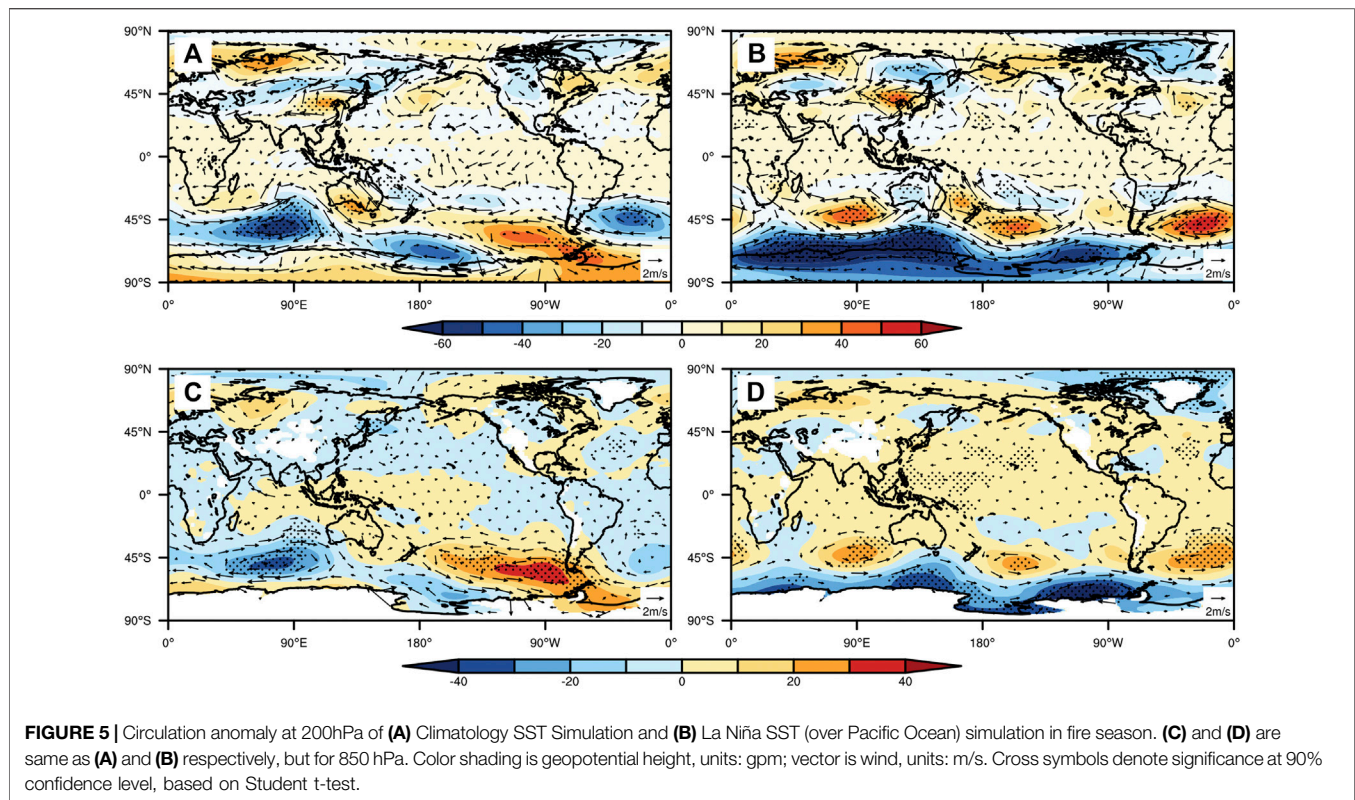 A
B
90°N
45°N
0°
45°S
90°S
90°N
45°N
0°
45°S
90°S
2m/s
2m/s
0° 90°E 180° 90°W 0°
0° 90°E 180° 90°W 0°
-60 -40 -20 0 20 40 60
C
D
90°N
45°N
0°
45°S
90°S
90°N
45°N
0°
45°S
90°S
2m/s
2m/s
0° 90°E 180° 90°W 0°
0° 90°E 180° 90°W 0°
-40 -20 0 20 40
FIGURE 5 | Circulation anomaly at 200hPa of (A) Climatology SST Simulation and (B) La Niña SST (over Pacific Ocean) simulation in fire season. (C) and (D) are
same as (A) and (B) respectively, but for 850 hPa. Color shading is geopotential height, units: gpm; vector is wind, units: m/s. Cross symbols denote significance at 90%
confidence level, based on Student t-test.